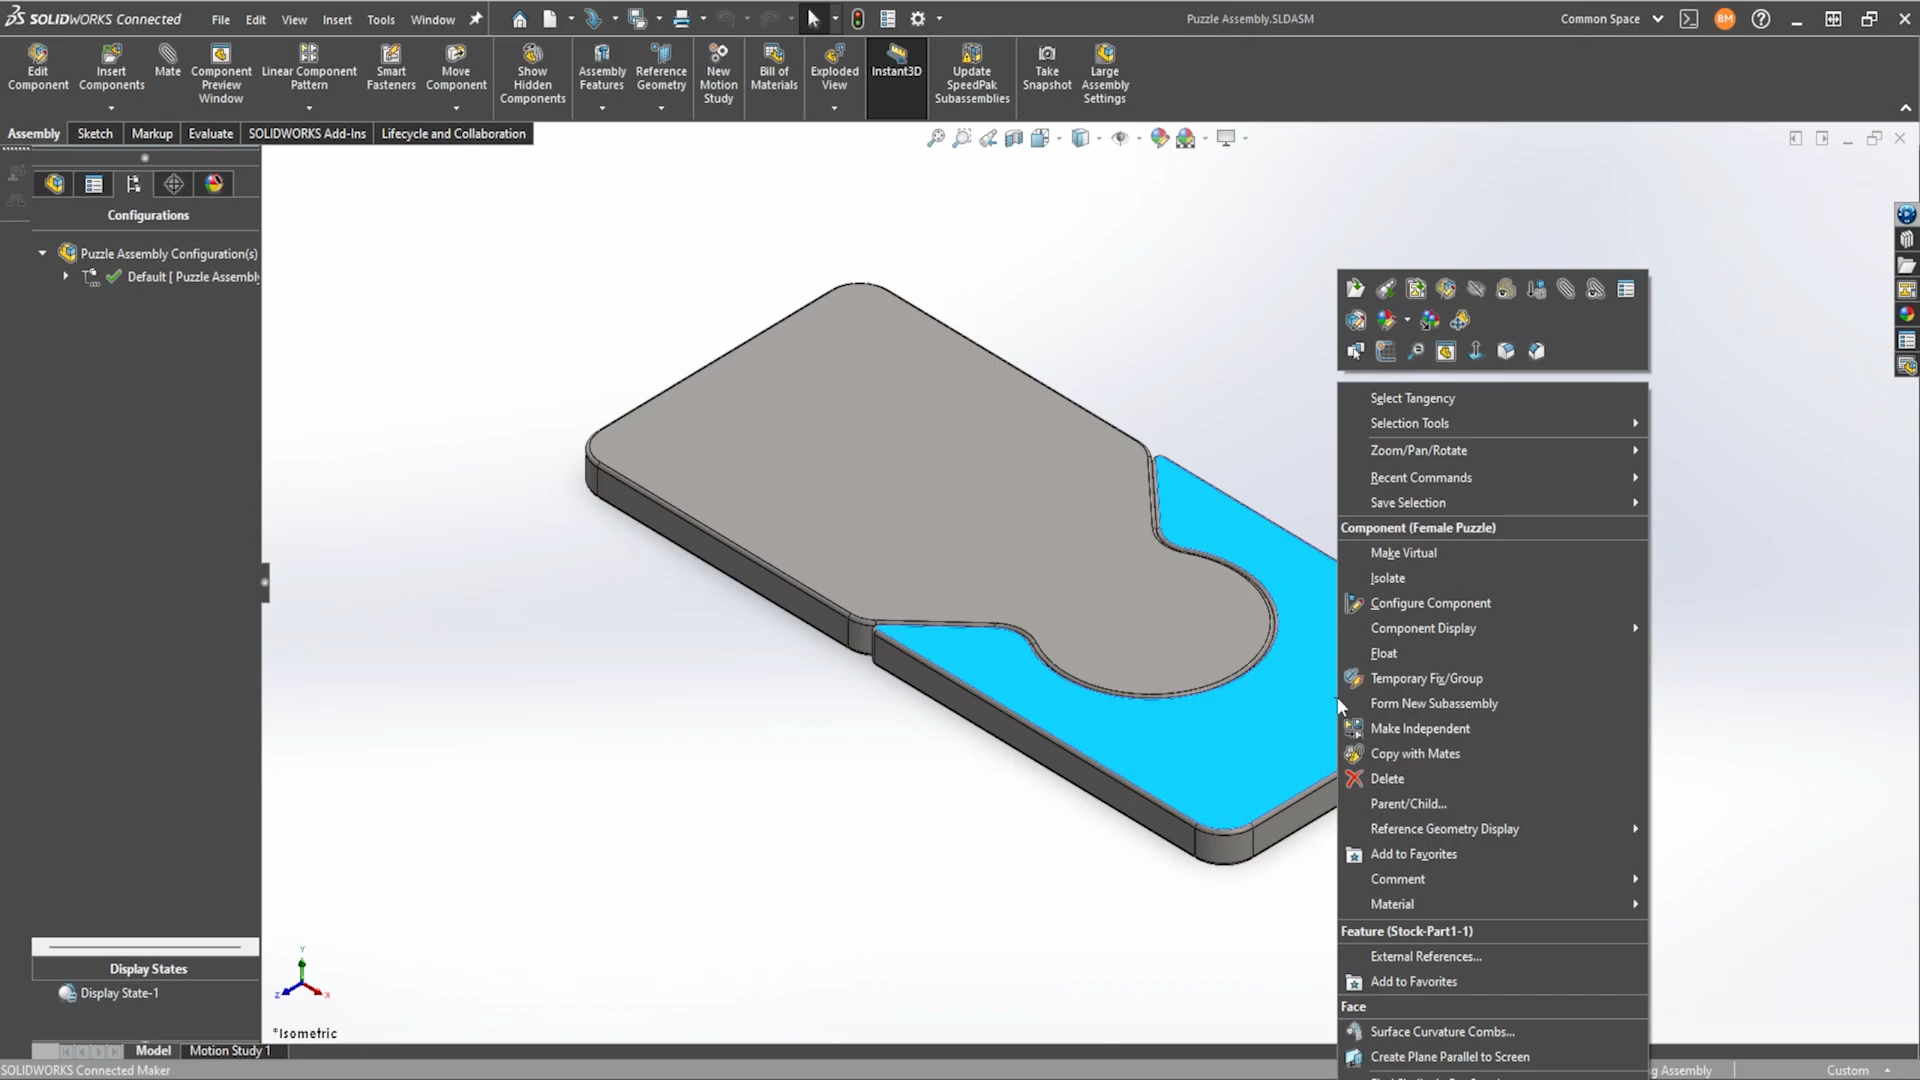 SOLIDWORKS Connected File Edit View Insert Tools Window Puzzle Assembly.SLDASM Common Space BM
Edit Component
Insert Components
Mate
Component Preview Window
Linear Component Pattern
Smart Fasteners
Move Component
Show Hidden Components
Assembly Features
Reference Geometry
New Motion Study
Bill of Materials
Exploded View
Instant3D
Update SpeedPak Subassemblies
Take Snapshot
Large Assembly Settings
Assembly Sketch Markup Evaluate SOLIDWORKS Add-Ins Lifecycle and Collaboration
Configurations
Puzzle Assembly Configuration(s)
Default [ Puzzle Assembly
Select Tangency
Selection Tools
Zoom/Pan/Rotate
Recent Commands
Save Selection
Component (Female Puzzle)
Make Virtual
Isolate
Configure Component
Component Display
Float
Temporary Fix/Group
Form New Subassembly
Make Independent
Copy with Mates
Delete
Parent/Child...
Reference Geometry Display
Add to Favorites
Comment
Material
Feature (Stock-Part1-1)
External References...
Add to Favorites
Face
Surface Curvature Combs...
Create Plane Parallel to Screen
Display States
Display State-1
Y
Z
X
*Isometric
Model Motion Study 1
SOLIDWORKS Connected Maker g Assembly Custom